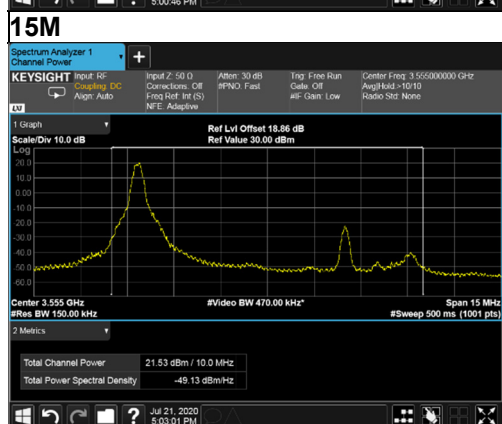 5:00:46 PM
15M
Spectrum Analyzer 1
Channel Power
+
KEYSIGHT Input: RF Input Z: 50 Ω Atten: 30 dB Trig: Free Run Center Freq: 3.555000000 GHz
Coupling: DC Corrections: Off #PNO: Fast Gate: Off Avg|Hold:>10/10
Align: Auto Freq Ref: Int (S) #IF Gain: Low Radio Std: None
LXI NFE: Adaptive
1 Graph Ref Lvl Offset 18.86 dB
Scale/Div 10.0 dB Ref Value 30.00 dBm
Log
20.0
10.0
0.00
-10.0
-20.0
-30.0
-40.0
-50.0
-60.0
Center 3.555 GHz #Video BW 470.00 kHz* Span 15 MHz
#Res BW 150.00 kHz #Sweep 500 ms (1001 pts)
2 Metrics
Total Channel Power 21.53 dBm / 10.0 MHz
Total Power Spectral Density -49.13 dBm/Hz
? Jul 21, 2020
5:03:01 PM